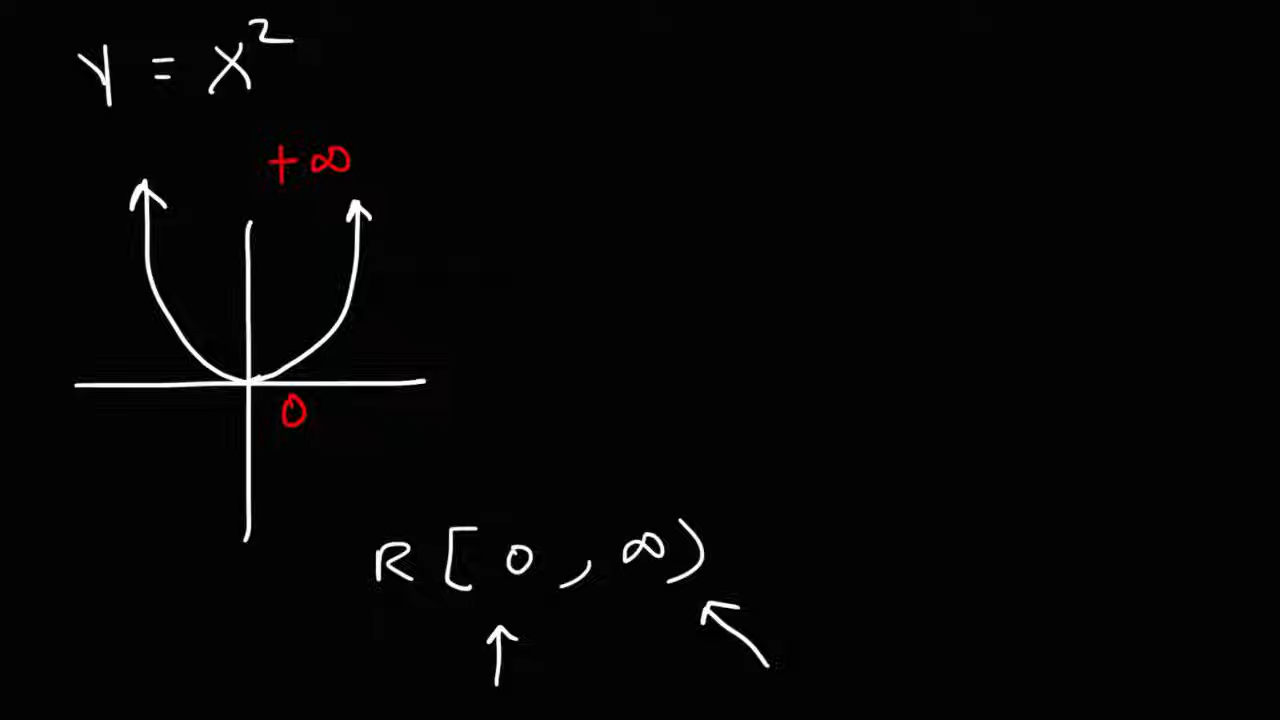 y = x²
+∞
0
R [0, ∞)